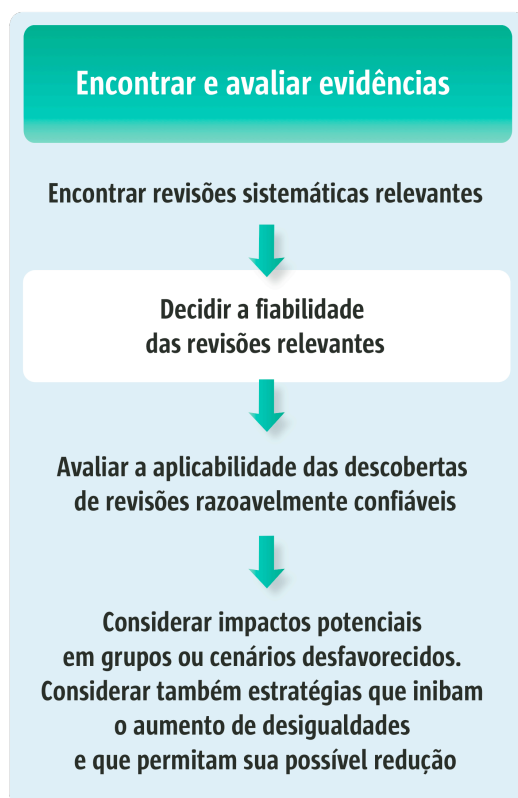 Encontrar e avaliar evidências
Encontrar revisões sistemáticas relevantes
Decidir a fiabilidade
das revisões relevantes
Avaliar a aplicabilidade das descobertas
de revisões razoavelmente confiáveis
Considerar impactos potenciais
em grupos ou cenários desfavorecidos.
Considerar também estratégias que inibam
o aumento de desigualdades
e que permitam sua possível redução